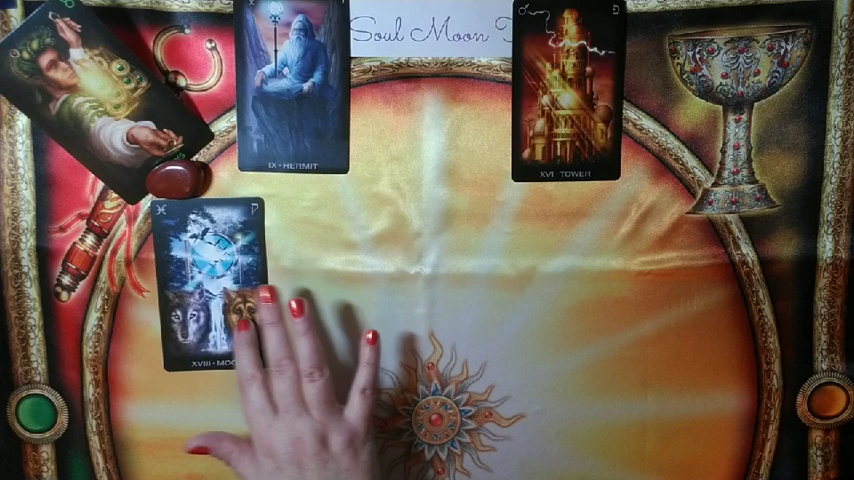 Soul Moon T
IX · HERMIT
XVI · TOWER
XVIII · MOO